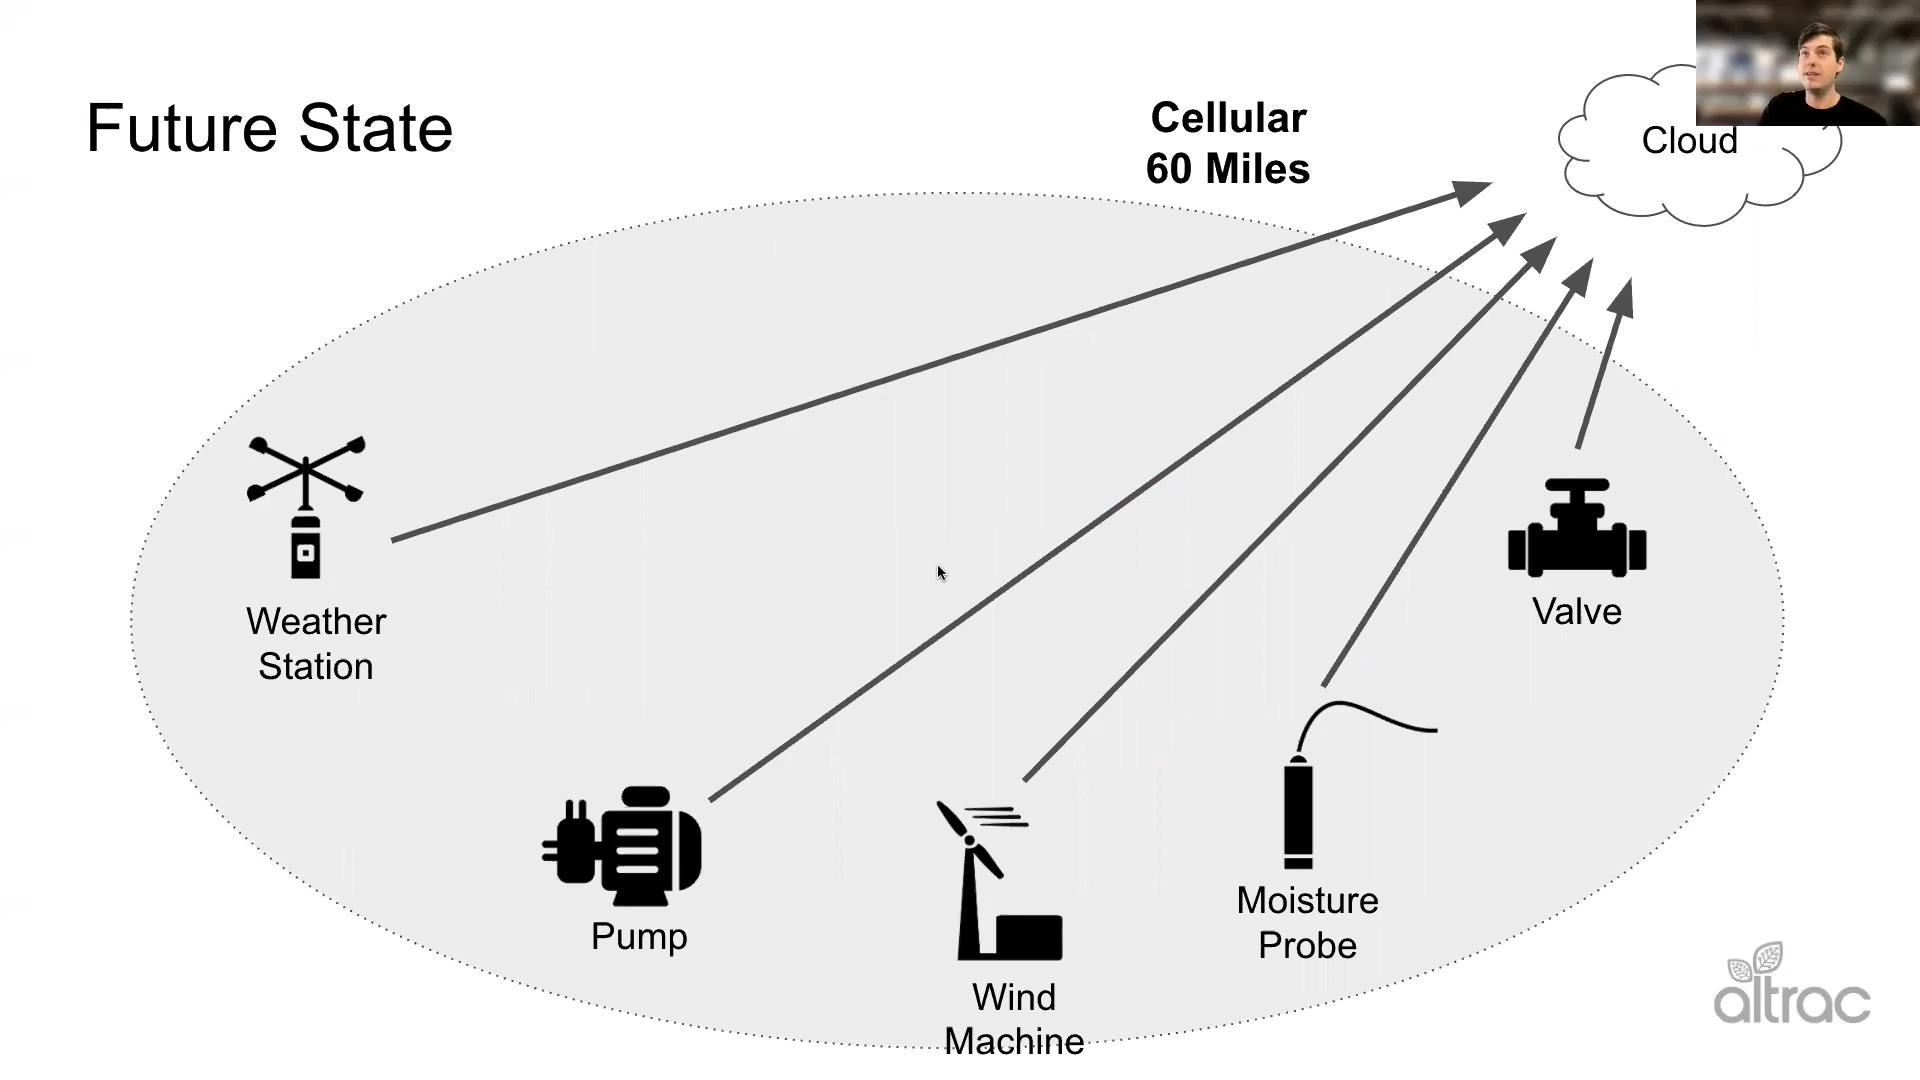 Future State
Cellular
60 Miles
Cloud
Weather
Station
Valve
Pump
Moisture
Probe
Wind
Machine
altrac